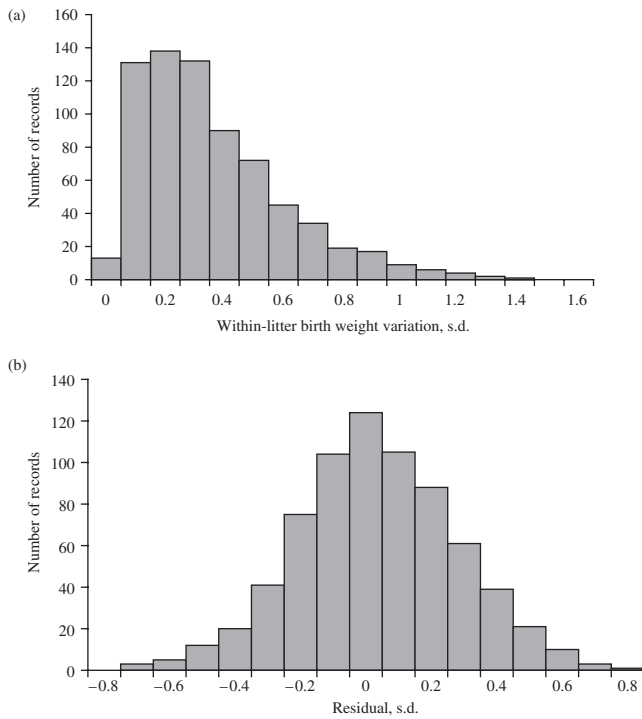 (a)
160
140
120
100
80
60
40
20
0
Number of records
0 0.2 0.4 0.6 0.8 1 1.2 1.4 1.6
Within-litter birth weight variation, s.d.
(b)
140
120
100
80
60
40
20
0
Number of records
−0.8 −0.6 −0.4 −0.2 0 0.2 0.4 0.6 0.8
Residual, s.d.